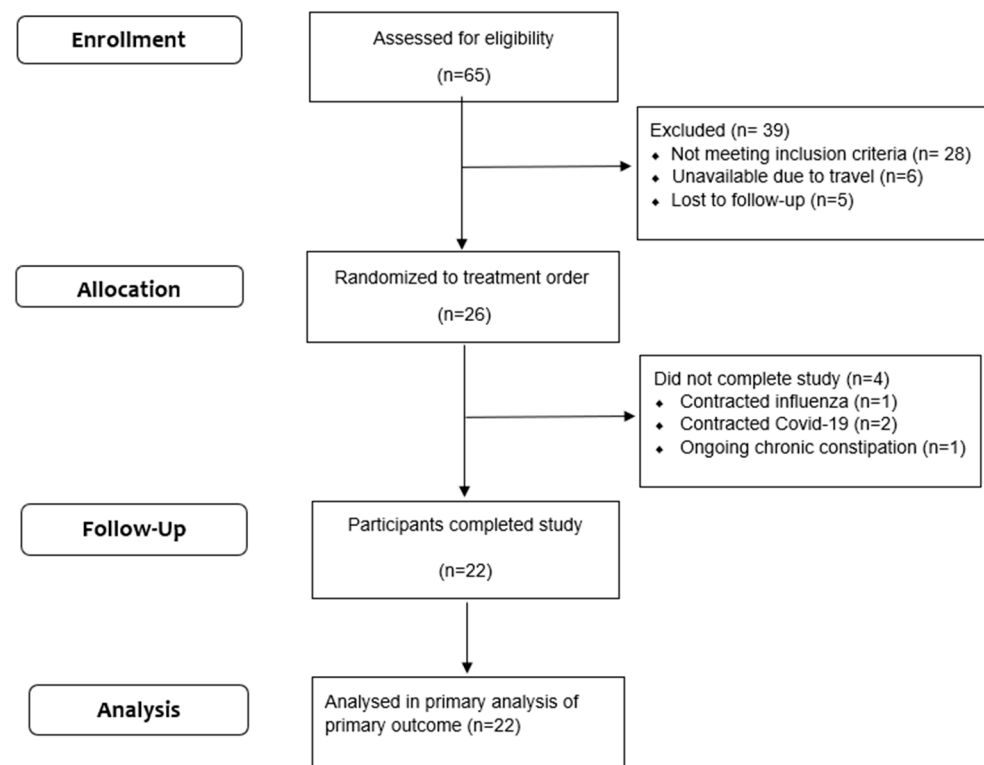 Enrollment
Assessed for eligibility
(n=65)
Excluded (n= 39)
⬥ Not meeting inclusion criteria (n= 28)
⬥ Unavailable due to travel (n=6)
⬥ Lost to follow-up (n=5)
Allocation
Randomized to treatment order
(n=26)
Did not complete study (n=4)
⬥ Contracted influenza (n=1)
⬥ Contracted Covid-19 (n=2)
⬥ Ongoing chronic constipation (n=1)
Follow-Up
Participants completed study
(n=22)
Analysis
Analysed in primary analysis of
primary outcome (n=22)